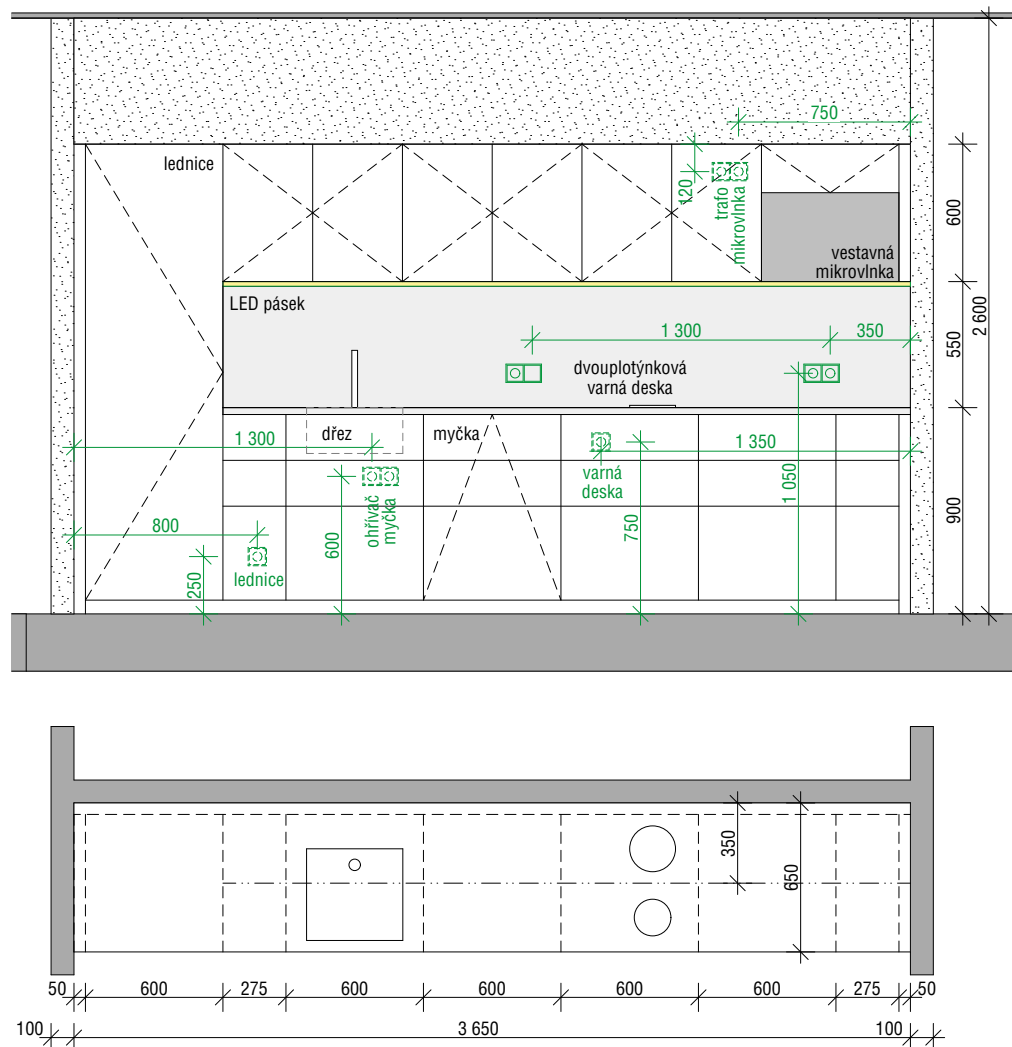 750
lednice
120
trafo
mikrovlnka
600
vestavná
mikrovlnka
LED pásek
1 300
350
2 600
550
dvouplotýnková
varná deska
1 300
dřez
myčka
1 350
varná
deska
1 050
ohřívač
myčka
800
600
750
900
250
lednice
350
650
50
600
275
600
600
600
600
275
50
100
3 650
100